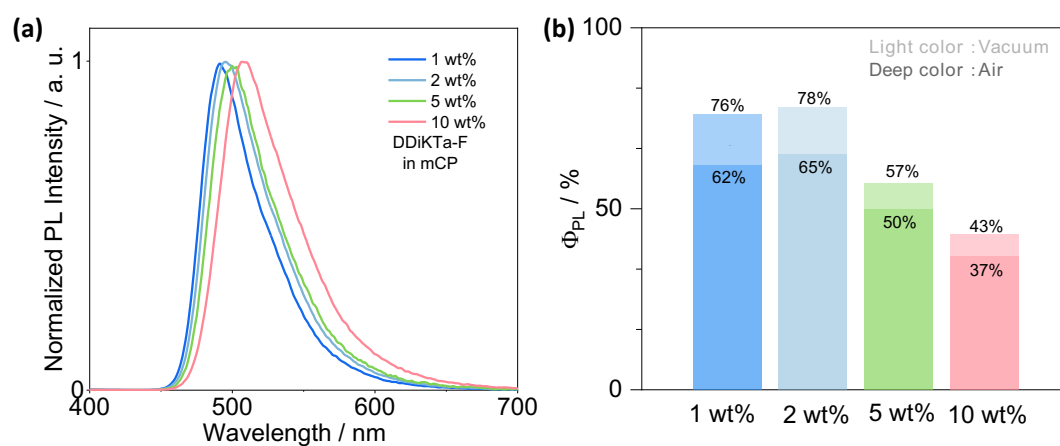 (a)
Normalized PL Intensity / a. u.
1
0
1 wt%
2 wt%
5 wt%
10 wt%
DDiKTa-F
in mCP
400
500
600
700
Wavelength / nm
(b)
ΦPL / %
100
50
0
Light color : Vacuum
Deep color : Air
76%
62%
78%
65%
57%
50%
43%
37%
1 wt%
2 wt%
5 wt%
10 wt%